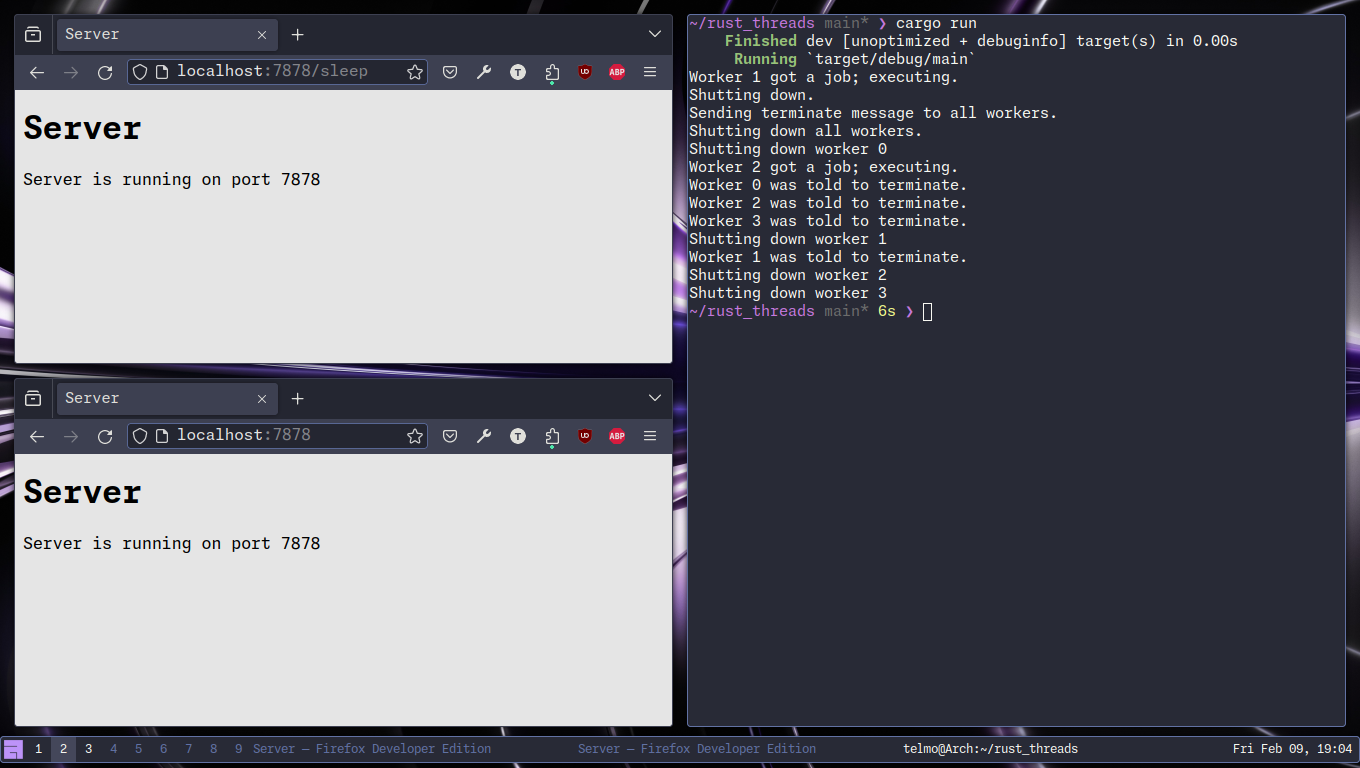 Server
localhost:7878/sleep
T
UO
ABP
Server
Server is running on port 7878
Server
localhost:7878
T
UO
ABP
Server
Server is running on port 7878
~/rust_threads main* ❯ cargo run
    Finished dev [unoptimized + debuginfo] target(s) in 0.00s
     Running `target/debug/main`
Worker 1 got a job; executing.
Shutting down.
Sending terminate message to all workers.
Shutting down all workers.
Shutting down worker 0
Worker 2 got a job; executing.
Worker 0 was told to terminate.
Worker 2 was told to terminate.
Worker 3 was told to terminate.
Shutting down worker 1
Worker 1 was told to terminate.
Shutting down worker 2
Shutting down worker 3
~/rust_threads main* 6s ❯
1 2 3 4 5 6 7 8 9 Server — Firefox Developer Edition Server — Firefox Developer Edition telmo@Arch:~/rust_threads Fri Feb 09, 19:04